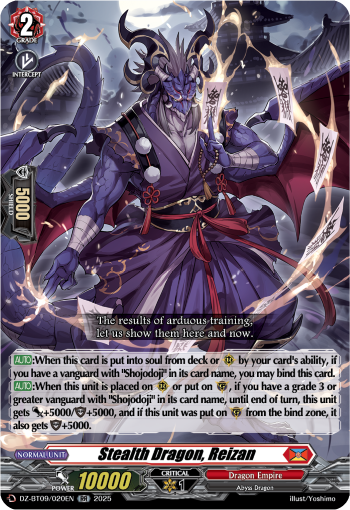 2
GRADE
INTERCEPT
5000
SHIELD
The results of arduous training,
let us show them here and now.
AUTO:When this card is put into soul from deck or (R) by your card's ability, if
you have a vanguard with "Shojodoji" in its card name, you may bind this card.
AUTO:When this unit is placed on (R) or put on (G), if you have a grade 3 or
greater vanguard with "Shojodoji" in its card name, until end of turn, this unit
gets +5000/+5000, and if this unit was put on (G) from the bind zone, it
also gets +5000.
NORMAL UNIT
Stealth Dragon, Reizan
POWER 10000
CRITICAL
1
Dragon Empire
Abyss Dragon
DZ-BT09/020EN RR 2025
illust/Yoshimo